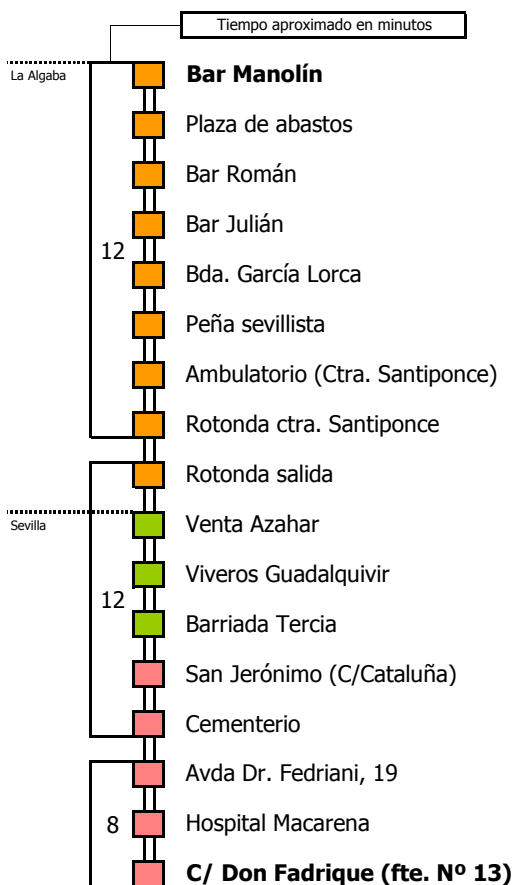 Tiempo aproximado en minutos
La Algaba
Bar Manolín
Plaza de abastos
Bar Román
Bar Julián
12
Bda. García Lorca
Peña sevillista
Ambulatorio (Ctra. Santiponce)
Rotonda ctra. Santiponce
Rotonda salida
Sevilla
Venta Azahar
Viveros Guadalquivir
12
Barriada Tercia
San Jerónimo (C/Cataluña)
Cementerio
Avda Dr. Fedriani, 19
8
Hospital Macarena
C/ Don Fadrique (fte. Nº 13)